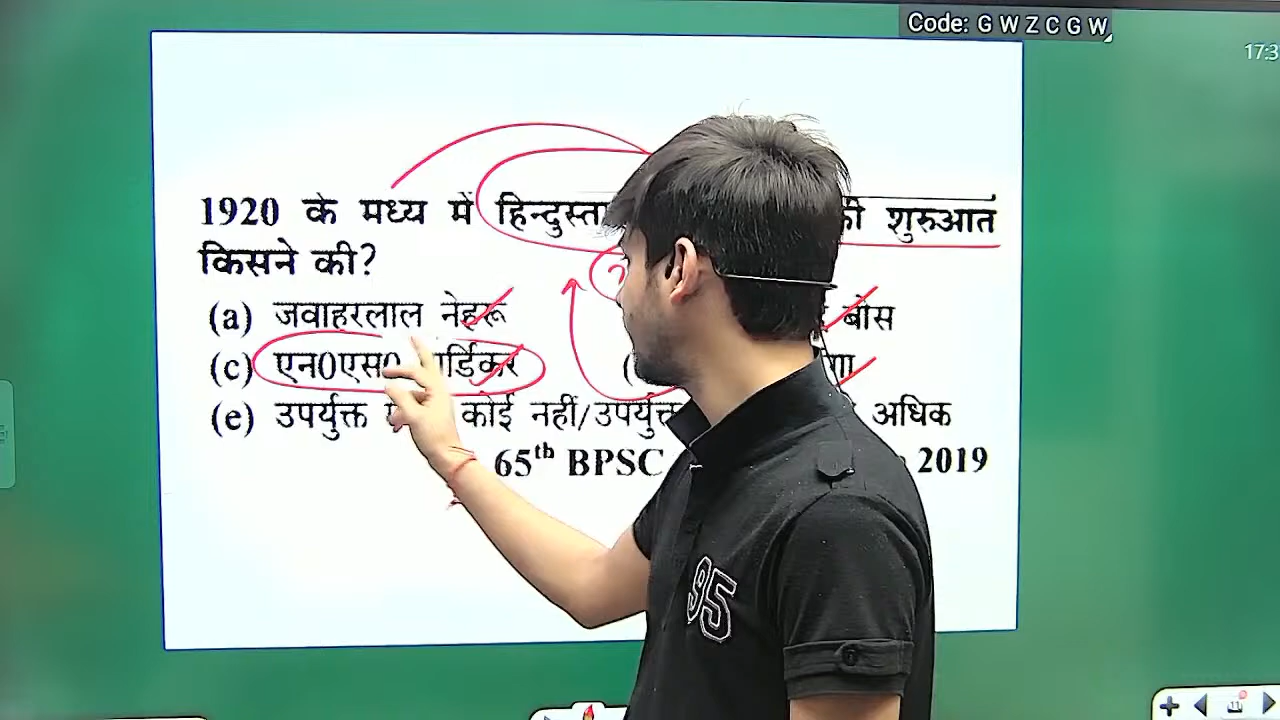 Code: G W Z C G W
17:3
1920 के मध्य में हिन्दुस्ता की शुरुआत
किसने की?
(a) जवाहरलाल नेहरू बोस
(c) एन0एस0 र्डिकर
(e) उपर्युक्त कोई नहीं/उपर्युक्त अधिक
65th BPSC 2019
95